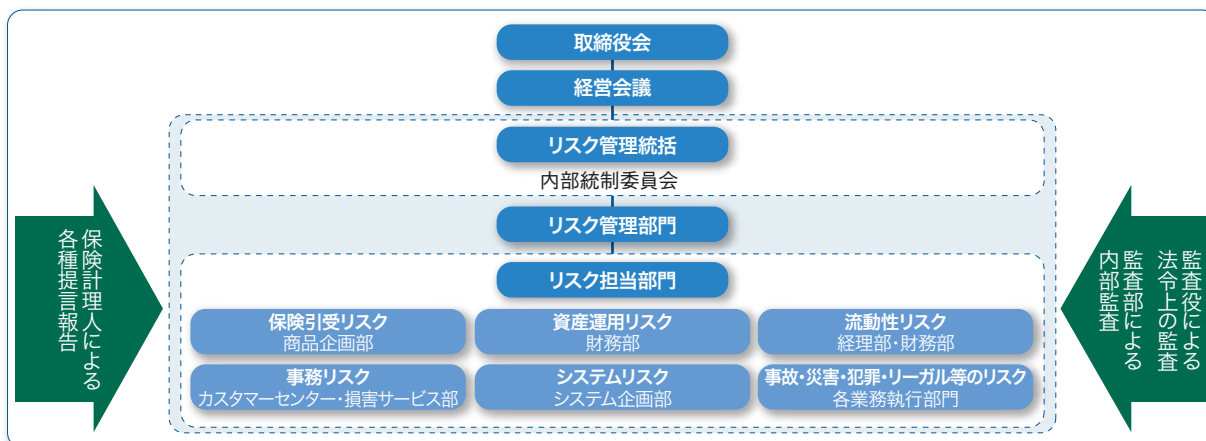 取締役会
経営会議
リスク管理統括
内部統制委員会
リスク管理部門
リスク担当部門
保険引受リスク
商品企画部
資産運用リスク
財務部
流動性リスク
経理部・財務部
事務リスク
カスタマーセンター・損害サービス部
システムリスク
システム企画部
事故・災害・犯罪・リーガル等のリスク
各業務執行部門
保険計理人による
各種提言報告
監査役による
法令上の監査
監査部による
内部監査